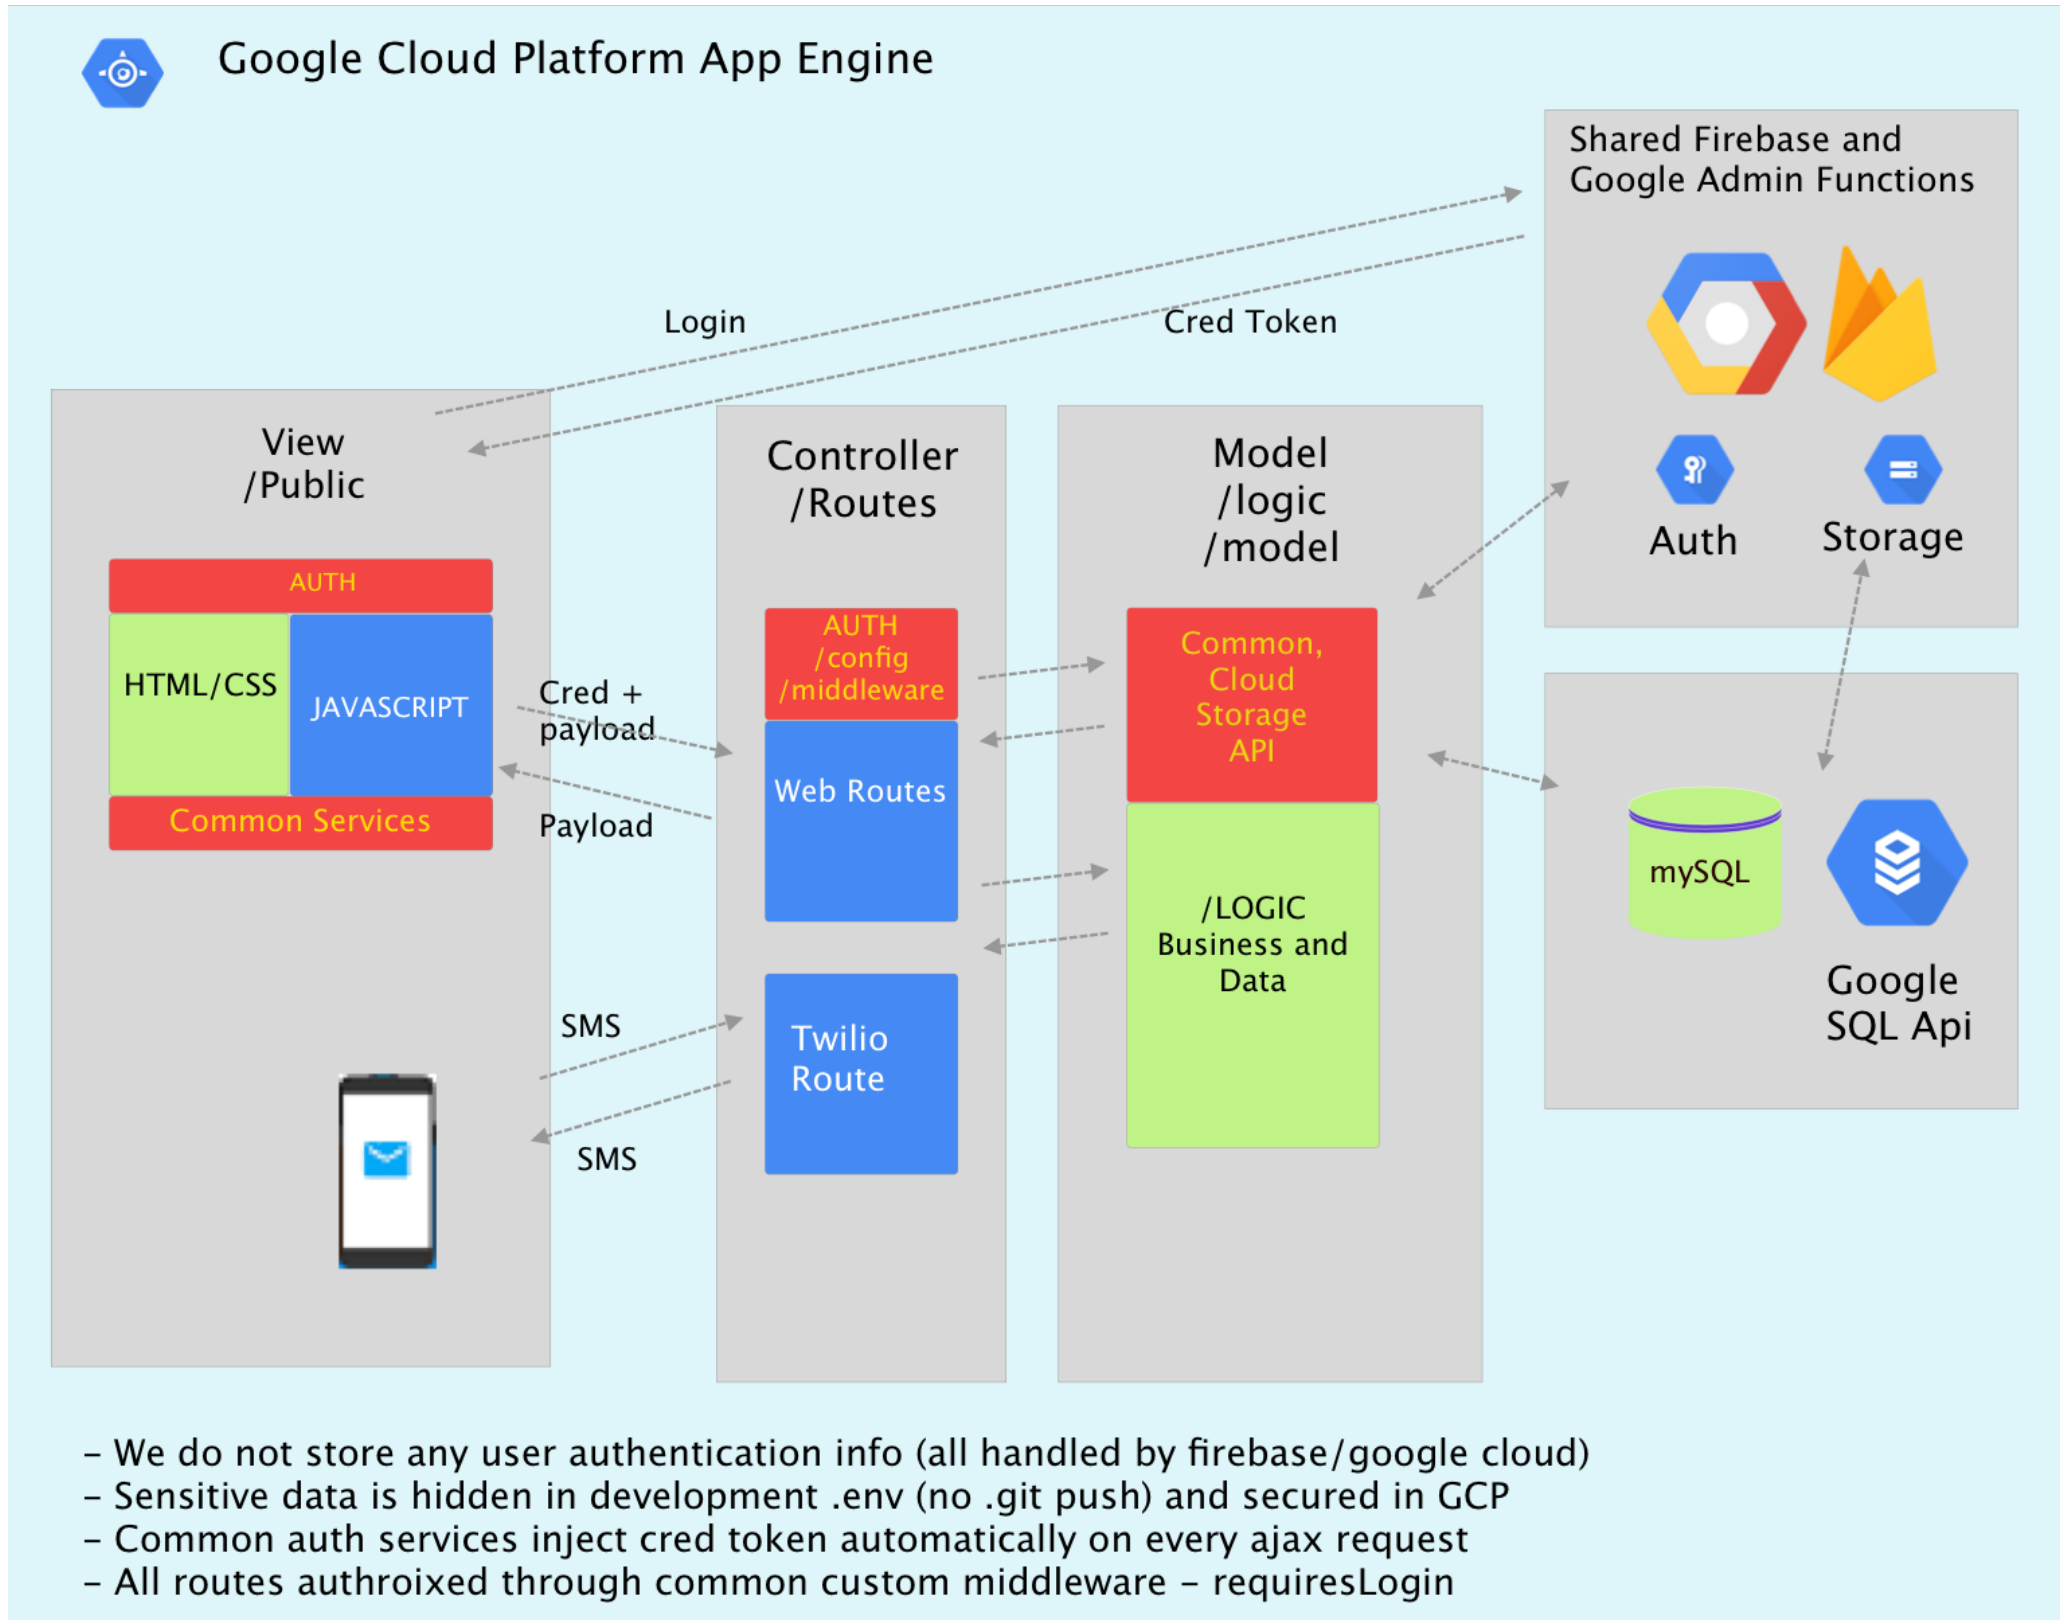 Google Cloud Platform App Engine
Shared Firebase and
Google Admin Functions
Login
Cred Token
Auth
Storage
View
/Public
AUTH
HTML/CSS
JAVASCRIPT
Common Services
Cred +
payload
Payload
SMS
SMS
Controller
/Routes
AUTH
/config
/middleware
Web Routes
Twilio
Route
Model
/logic
/model
Common,
Cloud
Storage
API
/LOGIC
Business and
Data
mySQL
Google
SQL Api
– We do not store any user authentication info (all handled by firebase/google cloud)
– Sensitive data is hidden in development .env (no .git push) and secured in GCP
– Common auth services inject cred token automatically on every ajax request
– All routes authroixed through common custom middleware – requiresLogin